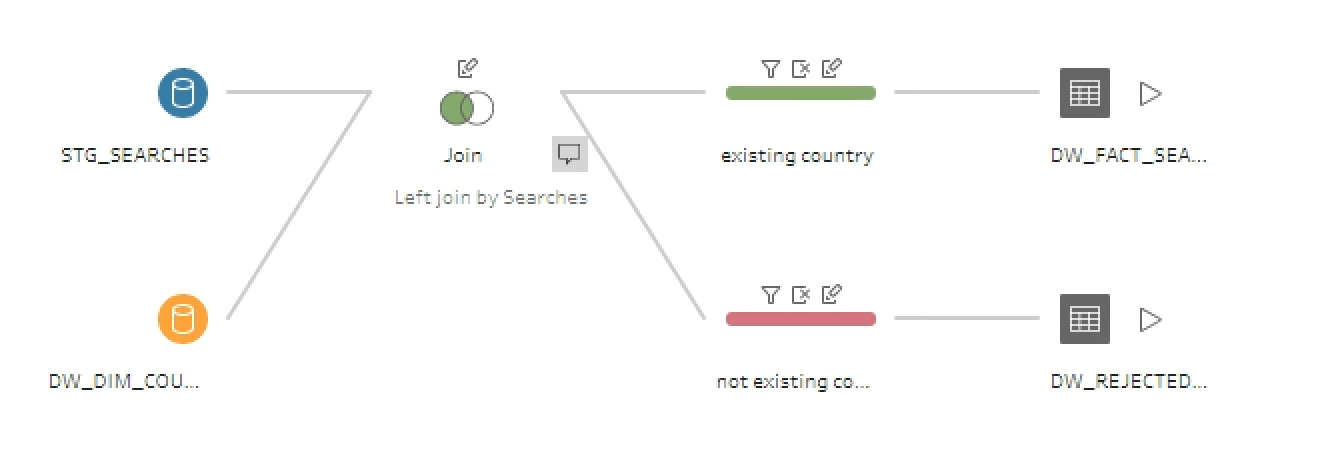 STG_SEARCHES
Join
existing country
DW_FACT_SEA...
Left join by Searches
DW_DIM_COU...
not existing co...
DW_REJECTED...